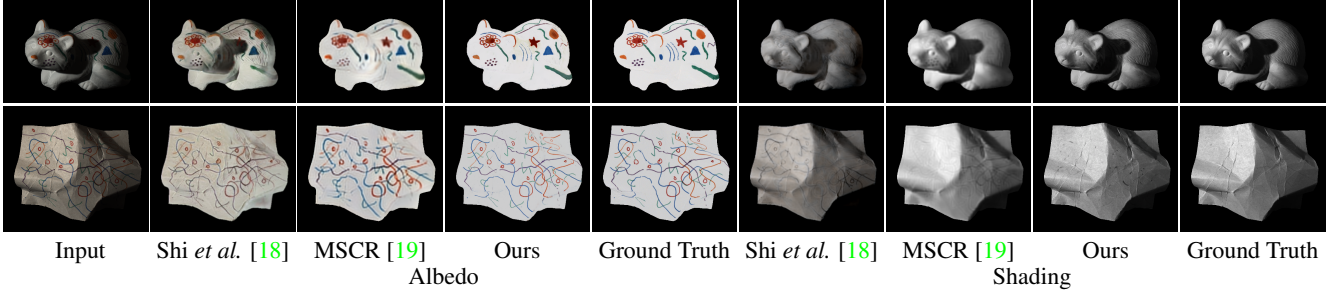 Input Shi et al. [18] MSCR [19] Ours Ground Truth Shi et al. [18] MSCR [19] Ours Ground Truth
Albedo Shading